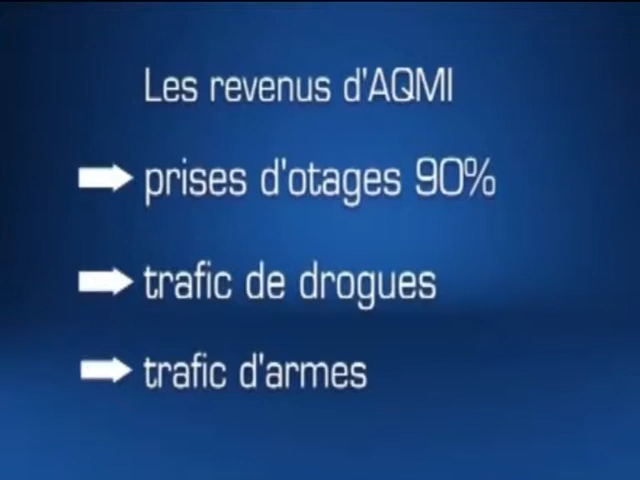 Les revenus d'AQMI
prises d'otages 90%
trafic de drogues
trafic d'armes